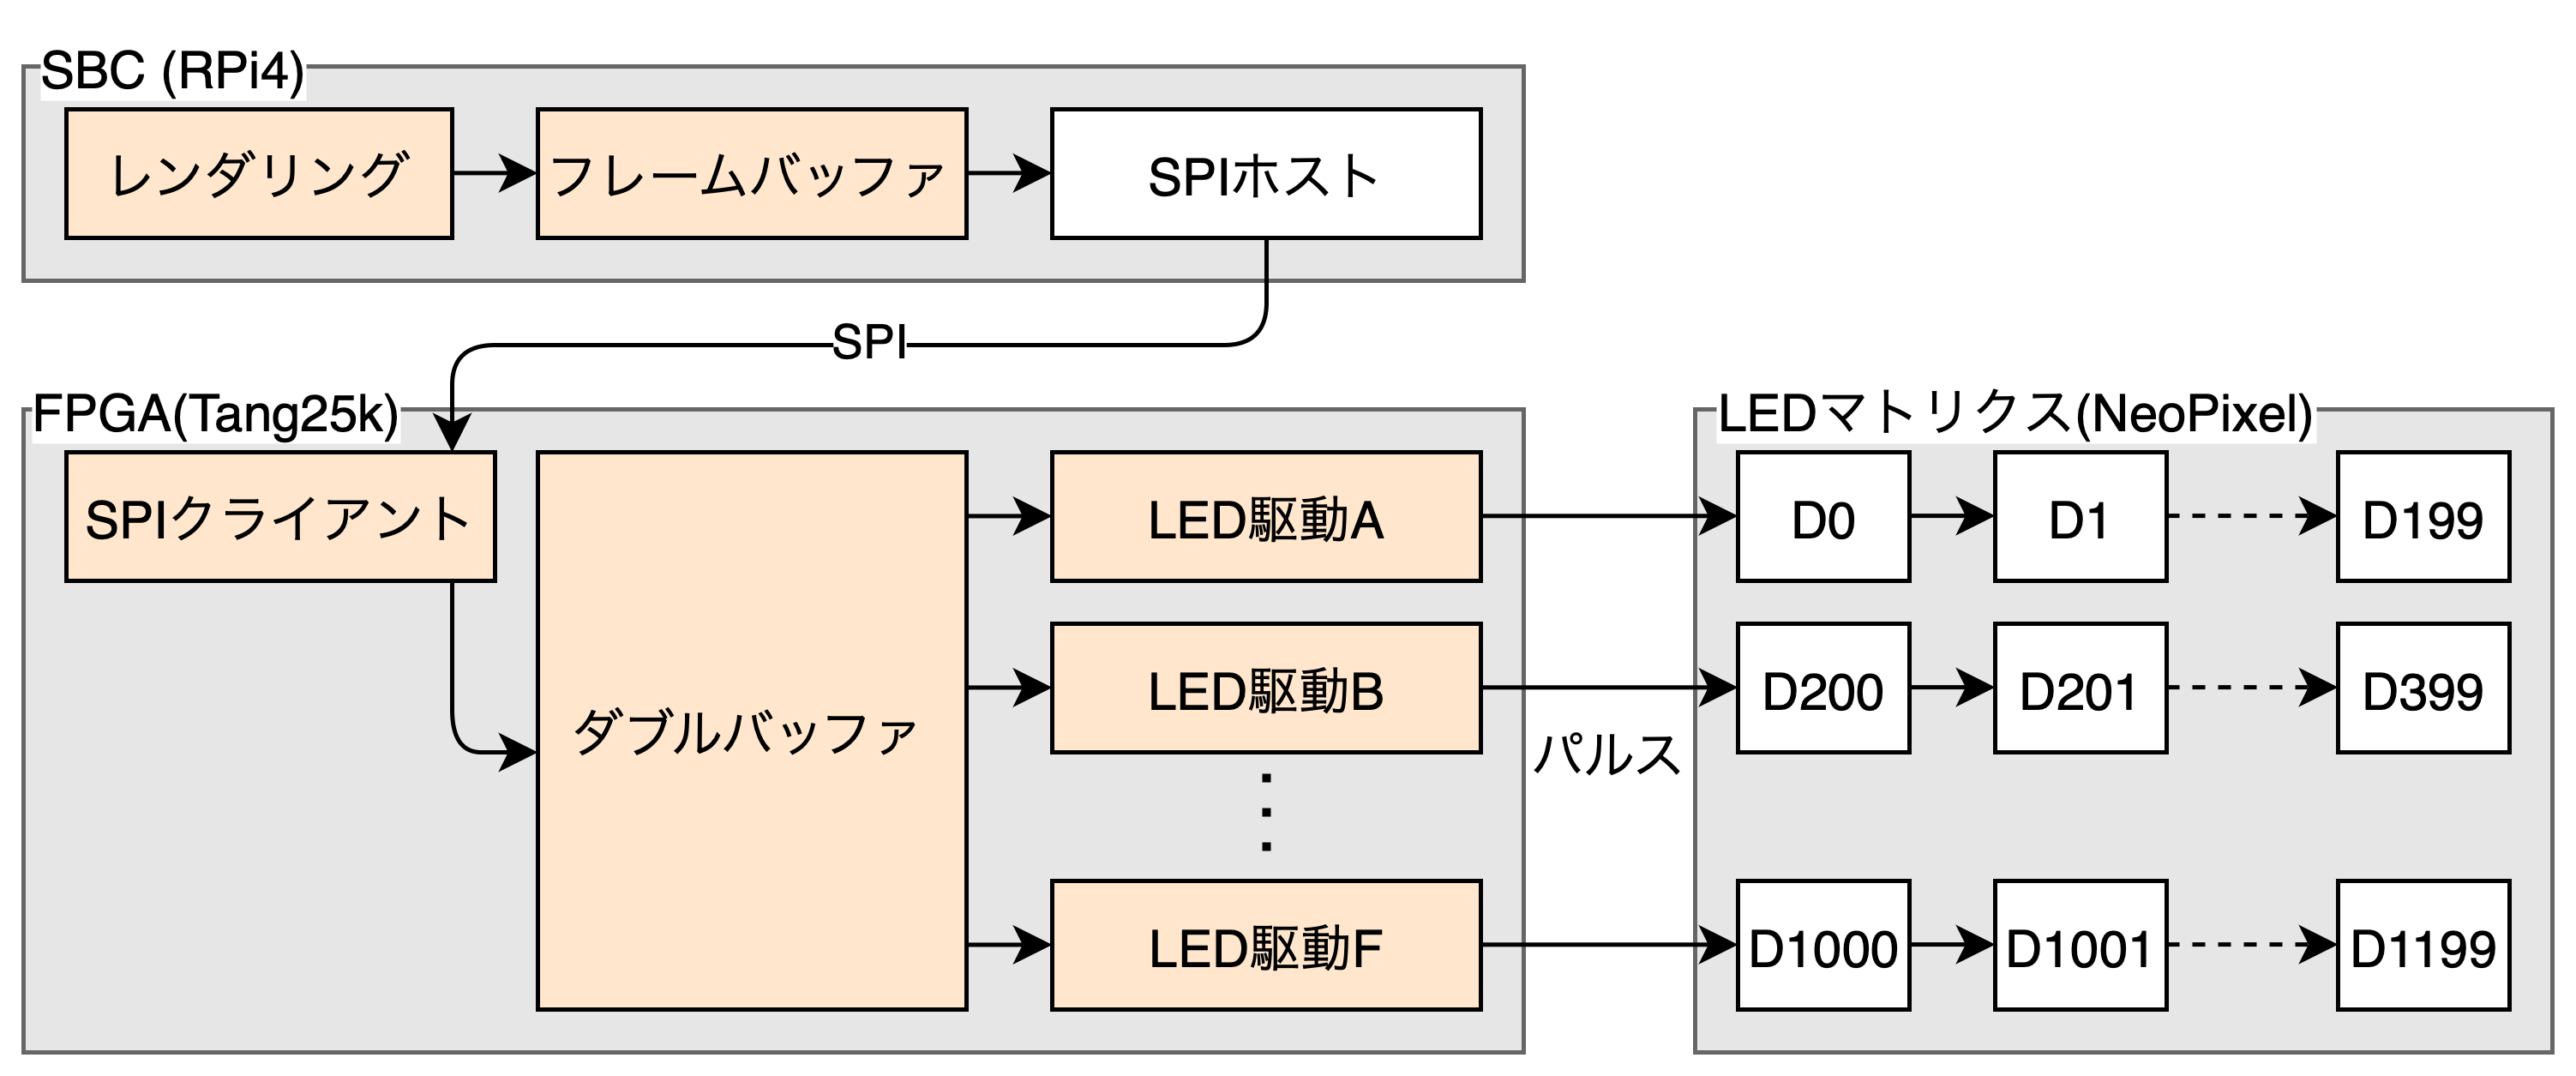 SBC (RPi4)
レンダリング
フレームバッファ
SPIホスト
SPI
FPGA(Tang25k)
SPIクライアント
ダブルバッファ
LED駆動A
LED駆動B
LED駆動F
パルス
LEDマトリクス(NeoPixel)
D0
D1
D199
D200
D201
D399
D1000
D1001
D1199